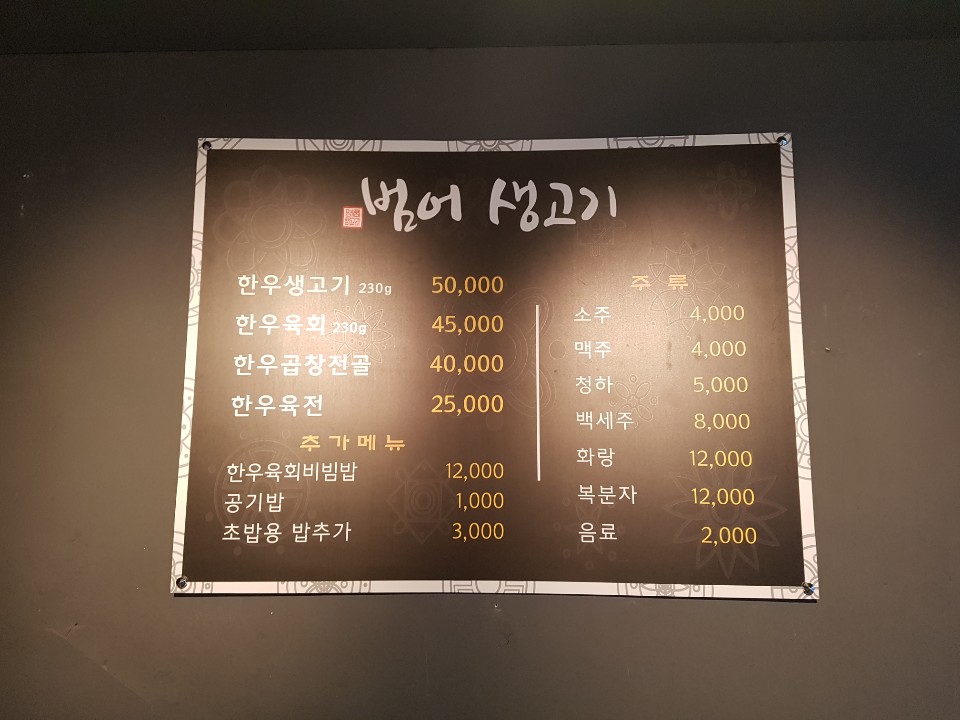 범어 생고기
한우생고기 230g 50,000
한우육회 230g 45,000
한우곱창전골 40,000
한우육전 25,000
추가메뉴
한우육회비빔밥 12,000
공기밥 1,000
초밥용 밥추가 3,000
주류
소주 4,000
맥주 4,000
청하 5,000
백세주 8,000
화랑 12,000
복분자 12,000
음료 2,000